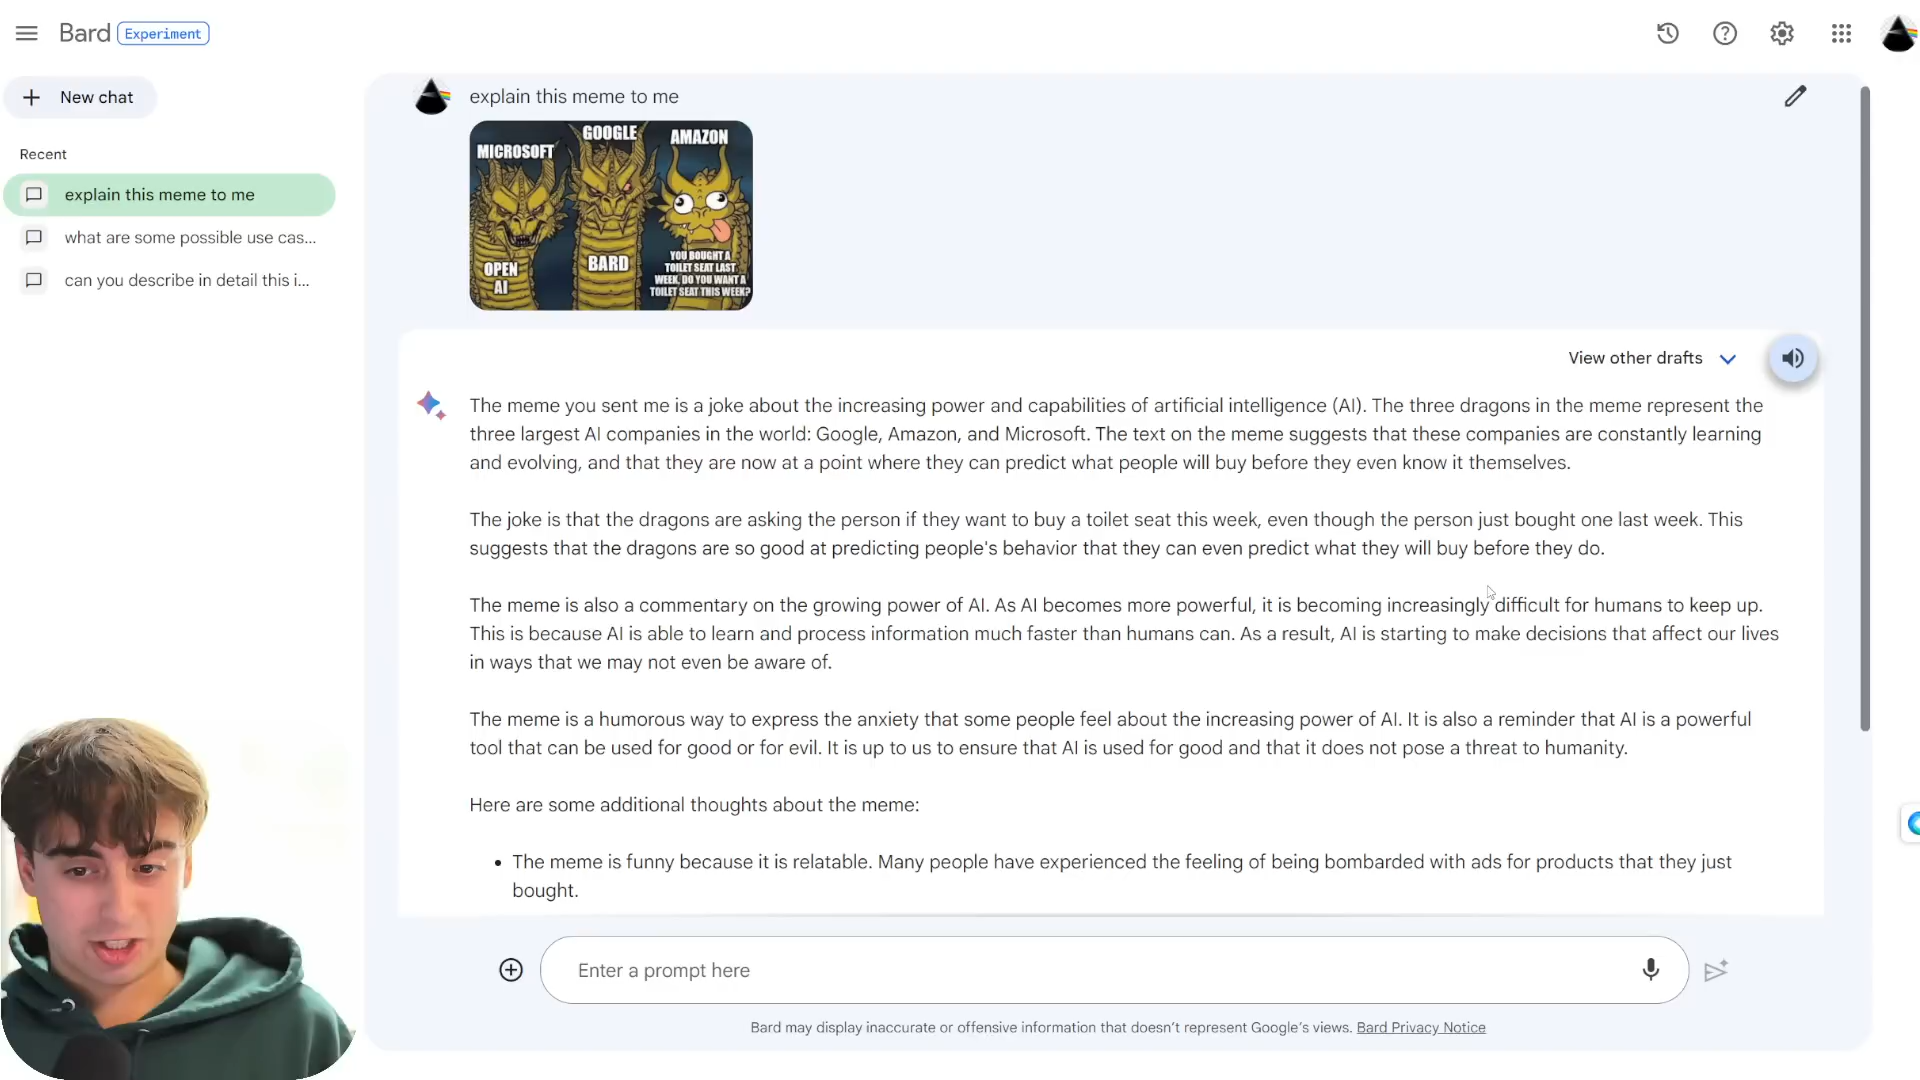 Bard Experiment
New chat
Recent
explain this meme to me
what are some possible use cas...
can you describe in detail this i...
explain this meme to me
MICROSOFT
GOOGLE
AMAZON
OPEN
AI
BARD
YOU BOUGHT A
TOILET SEAT LAST
WEEK, DO YOU WANT A
TOILET SEAT THIS WEEK?
View other drafts
The meme you sent me is a joke about the increasing power and capabilities of artificial intelligence (AI). The three dragons in the meme represent the
three largest AI companies in the world: Google, Amazon, and Microsoft. The text on the meme suggests that these companies are constantly learning
and evolving, and that they are now at a point where they can predict what people will buy before they even know it themselves.
The joke is that the dragons are asking the person if they want to buy a toilet seat this week, even though the person just bought one last week. This
suggests that the dragons are so good at predicting people's behavior that they can even predict what they will buy before they do.
The meme is also a commentary on the growing power of AI. As AI becomes more powerful, it is becoming increasingly difficult for humans to keep up.
This is because AI is able to learn and process information much faster than humans can. As a result, AI is starting to make decisions that affect our lives
in ways that we may not even be aware of.
The meme is a humorous way to express the anxiety that some people feel about the increasing power of AI. It is also a reminder that AI is a powerful
tool that can be used for good or for evil. It is up to us to ensure that AI is used for good and that it does not pose a threat to humanity.
Here are some additional thoughts about the meme:
• The meme is funny because it is relatable. Many people have experienced the feeling of being bombarded with ads for products that they just
bought.
Enter a prompt here
Bard may display inaccurate or offensive information that doesn't represent Google's views. Bard Privacy Notice